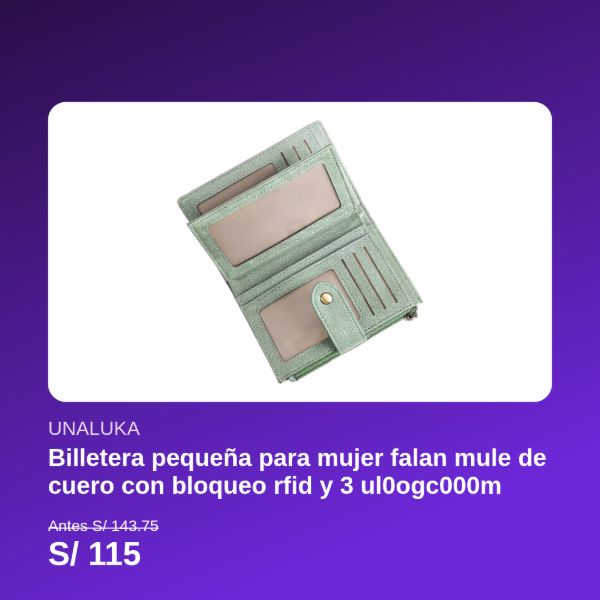 UNALUKA
Billetera pequeña para mujer falan mule de
cuero con bloqueo rfid y 3 ul0ogc000m
Antes S/ 143.75
S/ 115